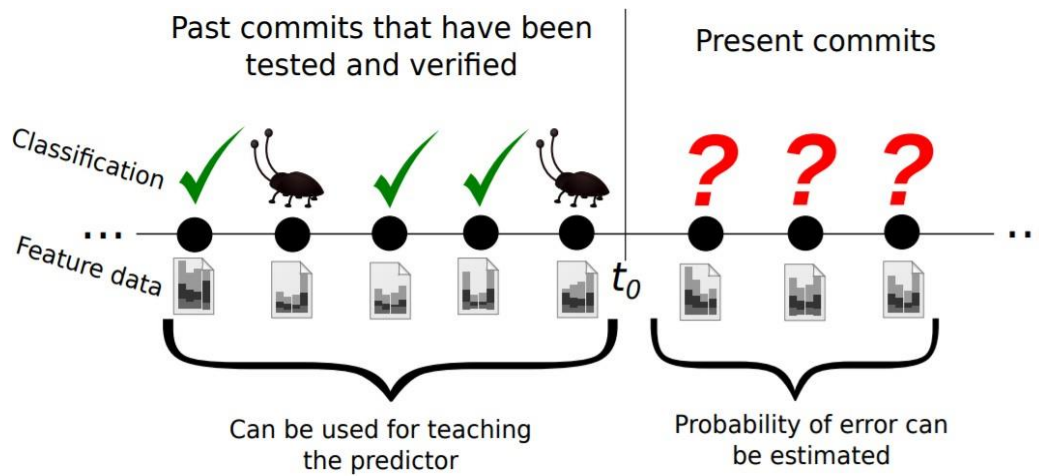 Past commits that have been
tested and verified
Present commits
Classification
? ? ?
...
..
Feature data
t0
Can be used for teaching
the predictor
Probability of error can
be estimated